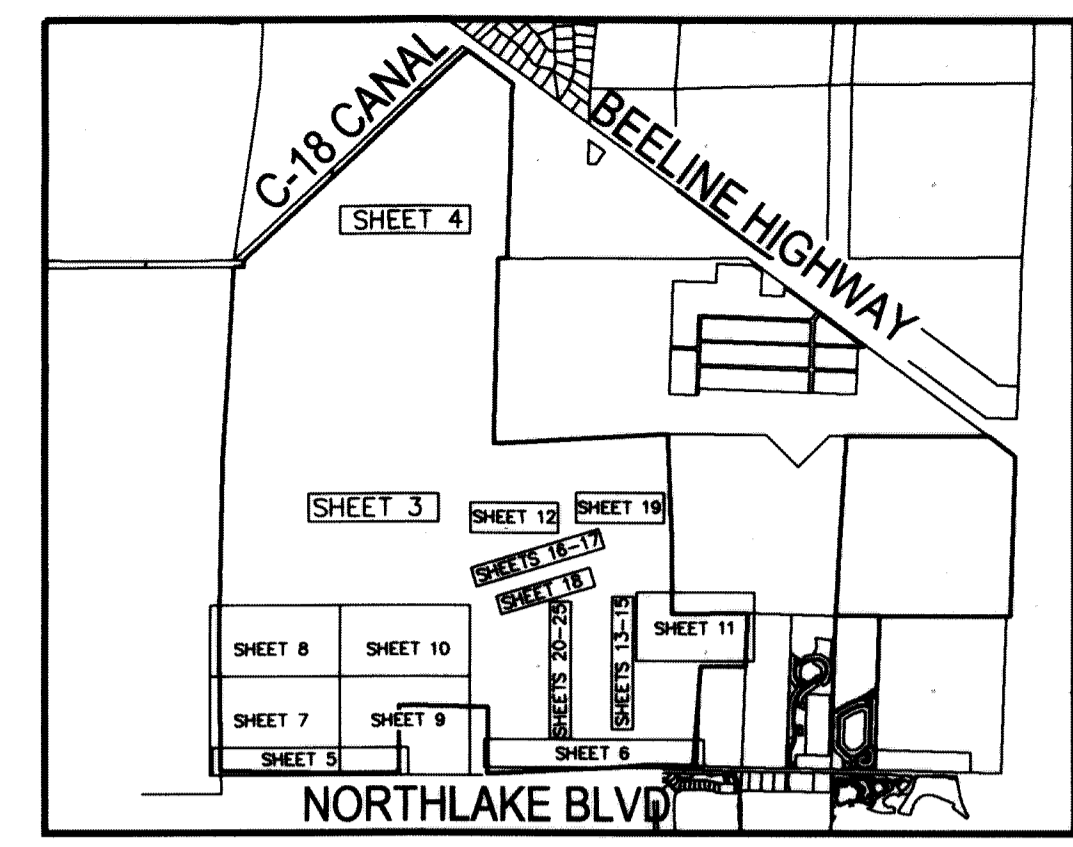 C-18 CANAL
BEELINE HIGHWAY
SHEET 4
SHEET 3
SHEET 12
SHEET 19
SHEETS 16-17
SHEET 18
SHEETS 20-25
SHEETS 13-15
SHEET 11
SHEET 8
SHEET 10
SHEET 7
SHEET 9
SHEET 5
SHEET 6
NORTHLAKE BLVD